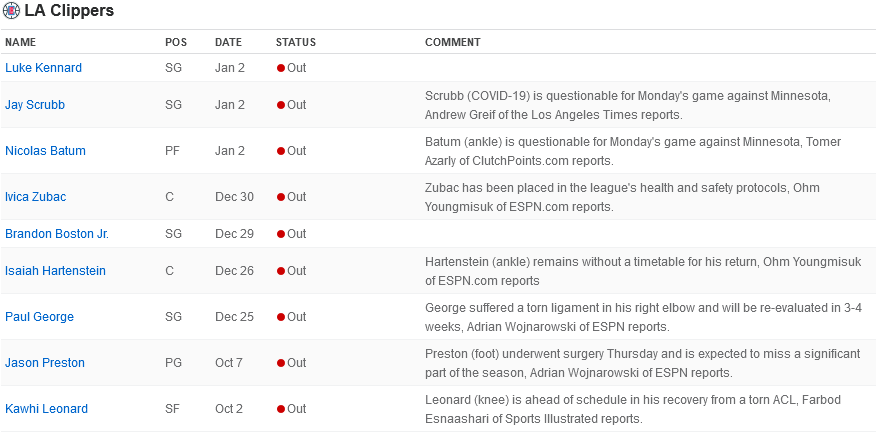 LA Clippers
NAME POS DATE STATUS COMMENT
Luke Kennard SG Jan 2 Out
Jay Scrubb SG Jan 2 Out Scrubb (COVID-19) is questionable for Monday's game against Minnesota,
Andrew Greif of the Los Angeles Times reports.
Nicolas Batum PF Jan 2 Out Batum (ankle) is questionable for Monday's game against Minnesota, Tomer
Azarly of ClutchPoints.com reports.
Ivica Zubac C Dec 30 Out Zubac has been placed in the league's health and safety protocols, Ohm
Youngmisuk of ESPN.com reports.
Brandon Boston Jr. SG Dec 29 Out
Isaiah Hartenstein C Dec 26 Out Hartenstein (ankle) remains without a timetable for his return, Ohm Youngmisuk
of ESPN.com reports
Paul George SG Dec 25 Out George suffered a torn ligament in his right elbow and will be re-evaluated in 3-4
weeks, Adrian Wojnarowski of ESPN reports.
Jason Preston PG Oct 7 Out Preston (foot) underwent surgery Thursday and is expected to miss a significant
part of the season, Adrian Wojnarowski of ESPN reports.
Kawhi Leonard SF Oct 2 Out Leonard (knee) is ahead of schedule in his recovery from a torn ACL, Farbod
Esnaashari of Sports Illustrated reports.